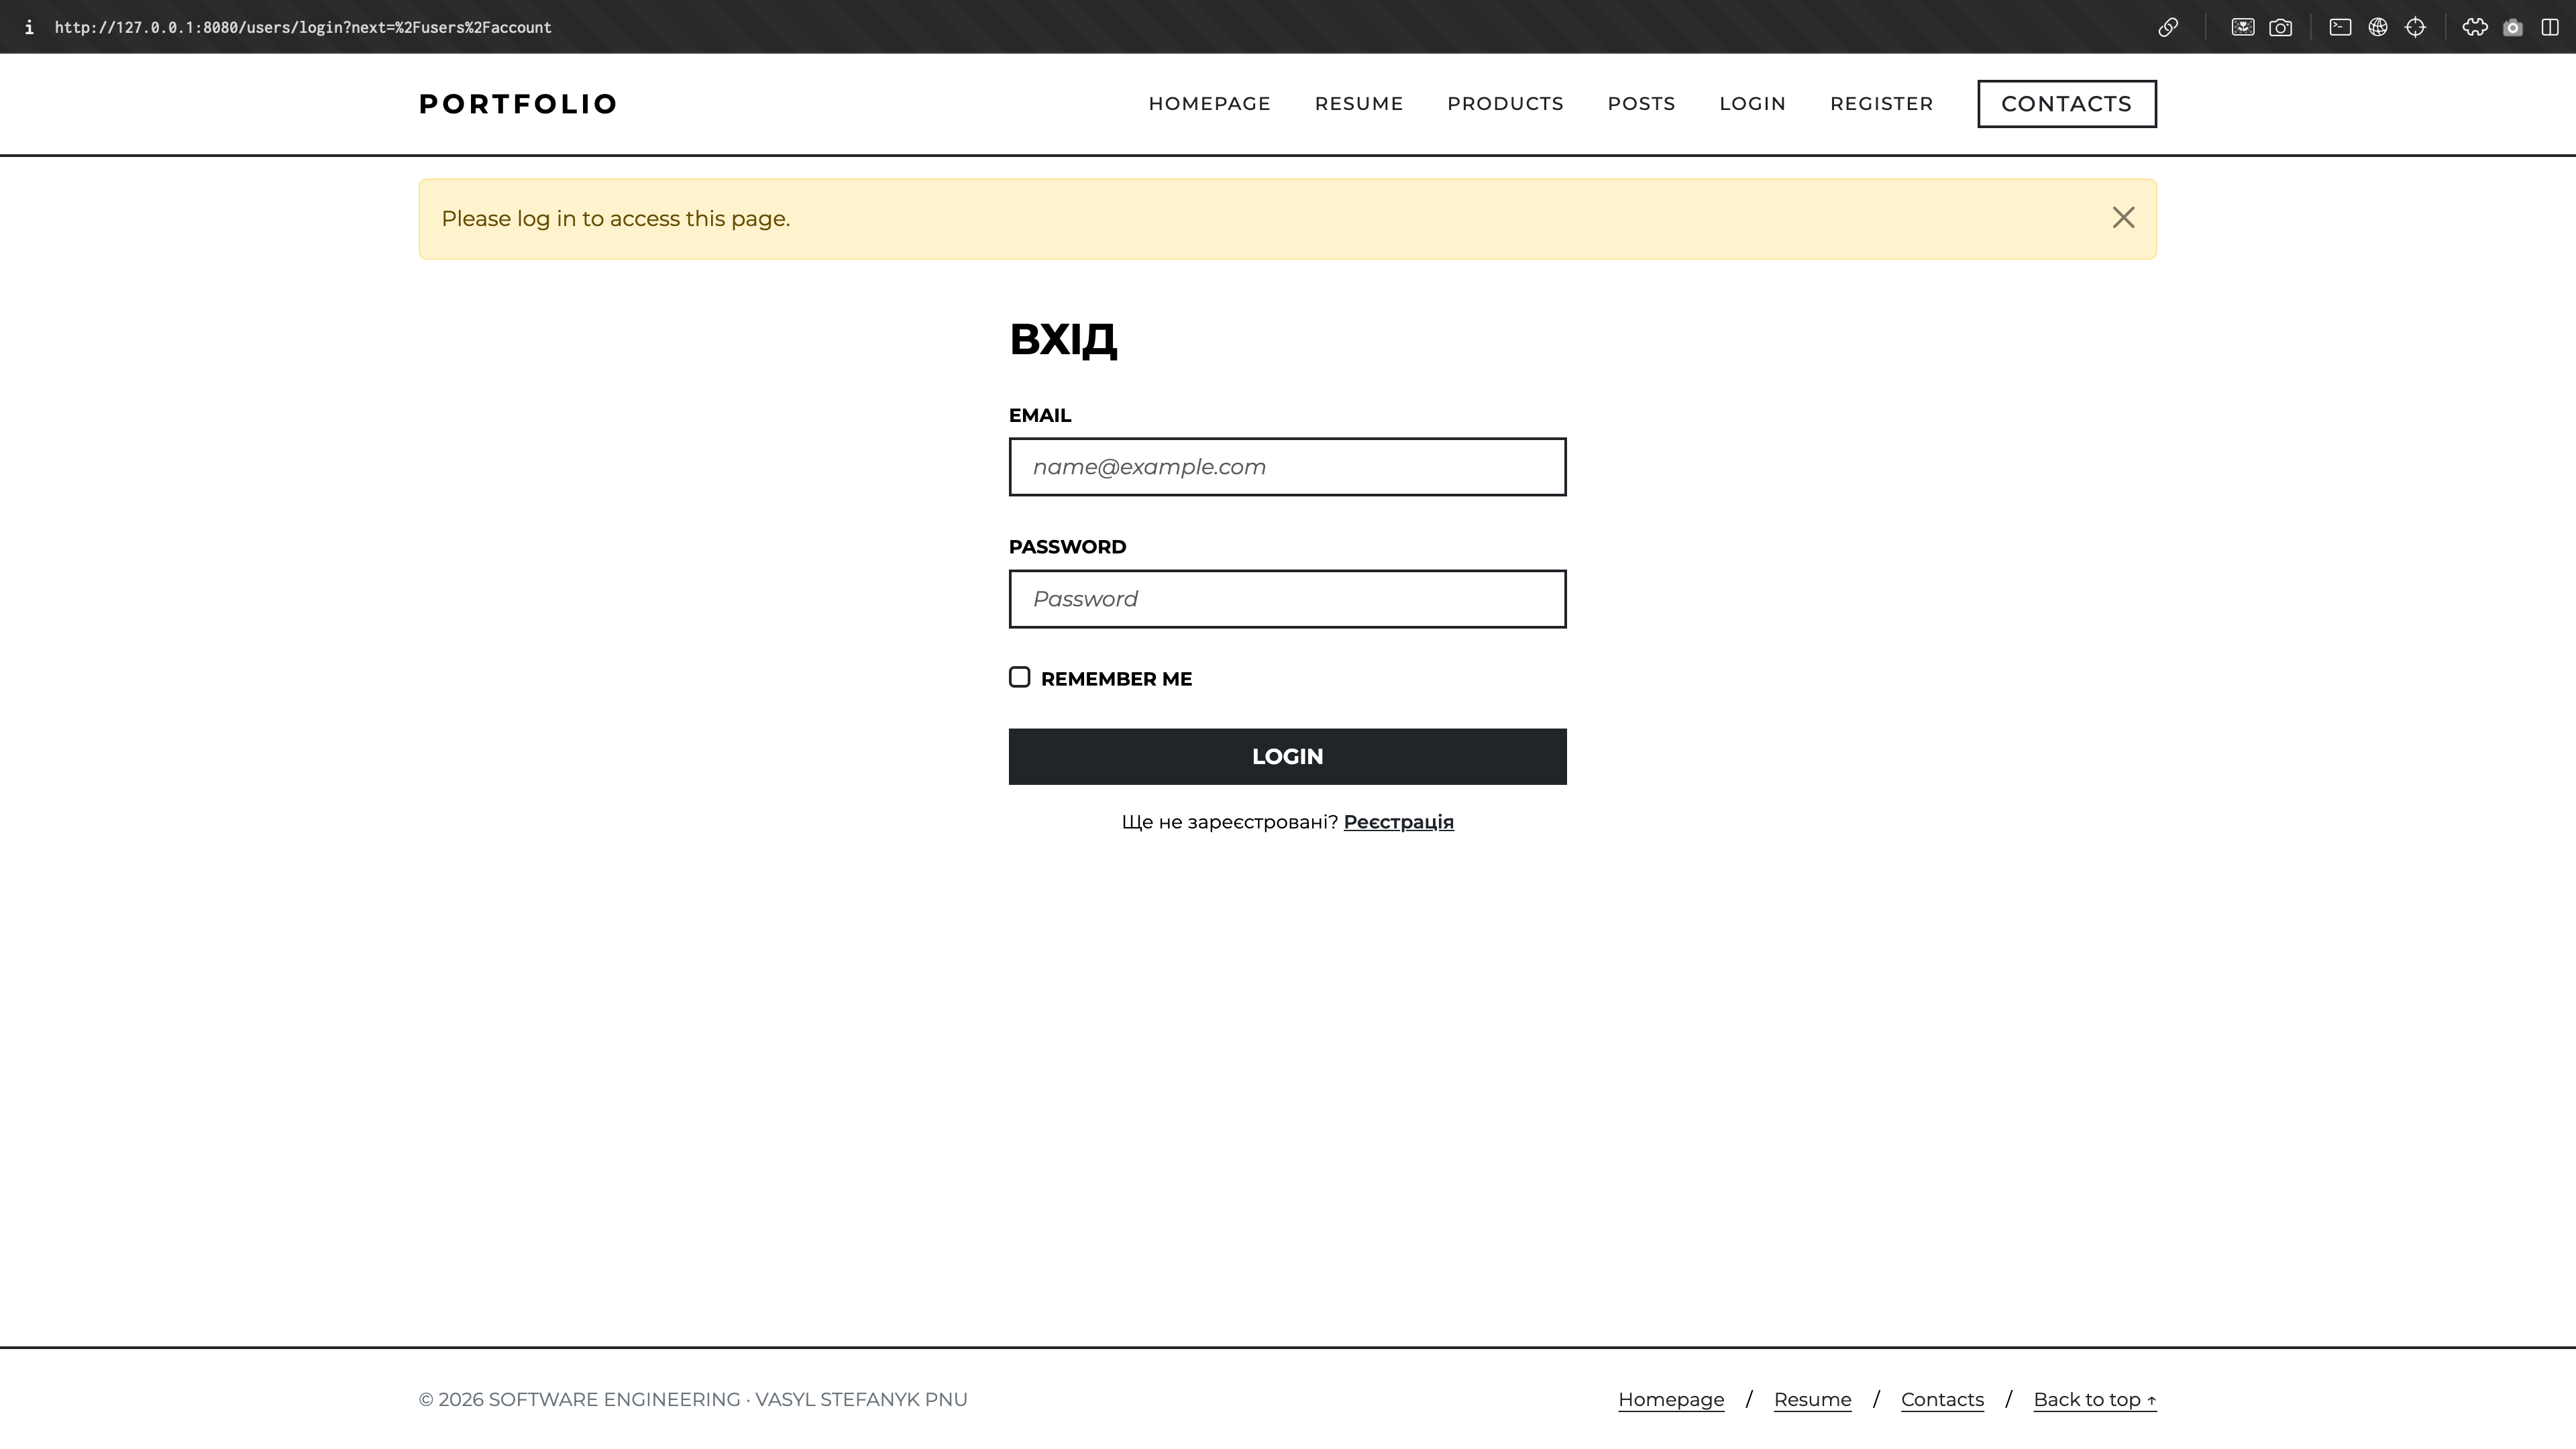 i http://127.0.0.1:8080/users/login?next=%2Fusers%2Faccount
PORTFOLIO HOMEPAGE RESUME PRODUCTS POSTS LOGIN REGISTER CONTACTS
Please log in to access this page.
ВХІД
EMAIL
name@example.com
PASSWORD
Password
REMEMBER ME
LOGIN
Ще не зареєстровані? Реєстрація
© 2026 SOFTWARE ENGINEERING · VASYL STEFANYK PNU Homepage / Resume / Contacts / Back to top ↑